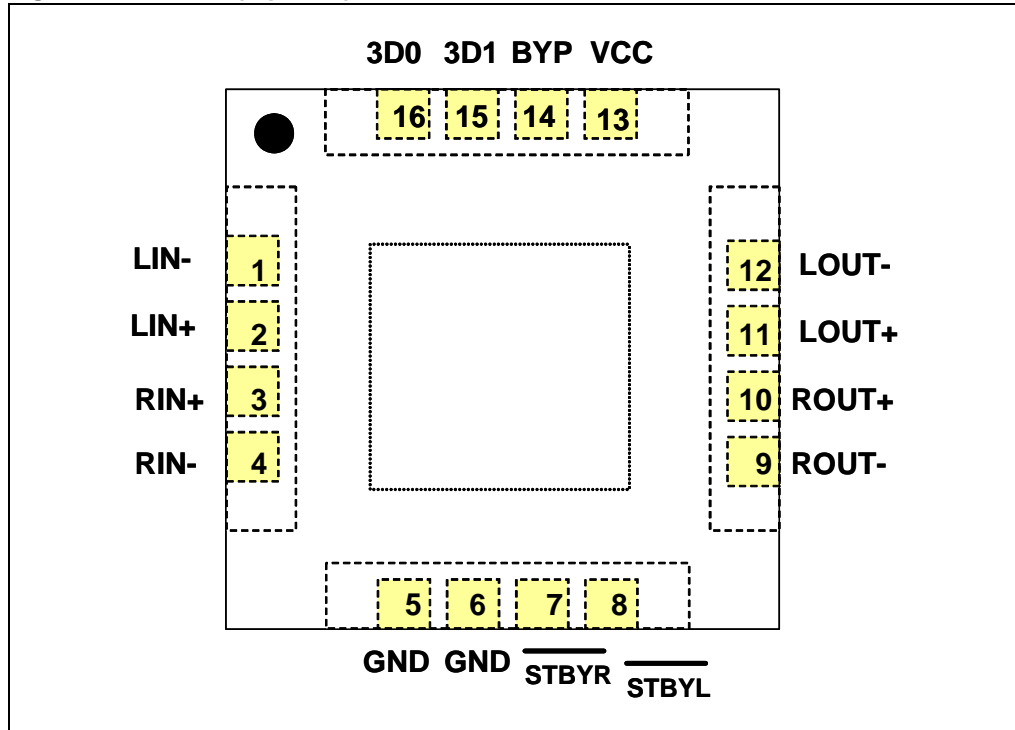 3D0 3D1 BYP VCC
16 15 14 13
LIN- 1 12 LOUT-
LIN+ 2 11 LOUT+
RIN+ 3 10 ROUT+
RIN- 4 9 ROUT-
5 6 7 8
GND GND STBYR STBYL